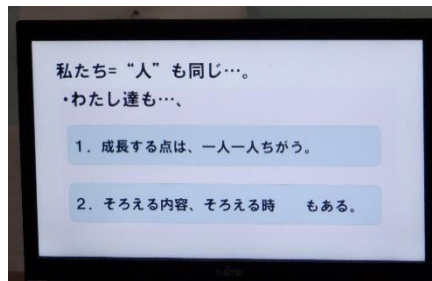 私たち=“人”も同じ…。
・わたし達も…、
1．成長する点は、一人一人ちがう。
2．そろえる内容、そろえる時　　もある。
FUJITSU